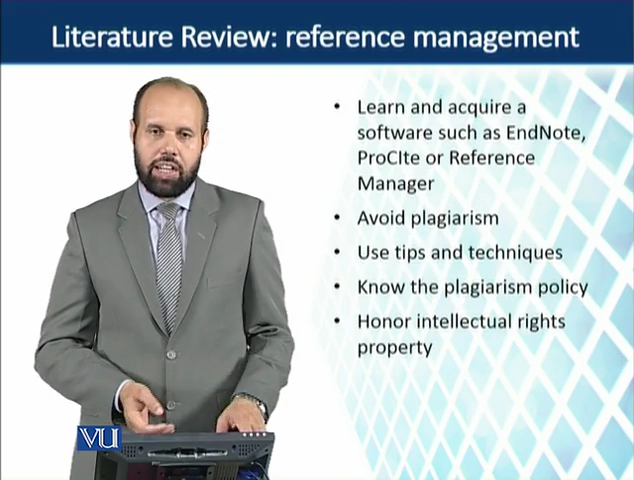 Literature Review: reference management
• Learn and acquire a
software such as EndNote,
ProCIte or Reference
Manager
• Avoid plagiarism
• Use tips and techniques
• Know the plagiarism policy
• Honor intellectual rights
property
VU